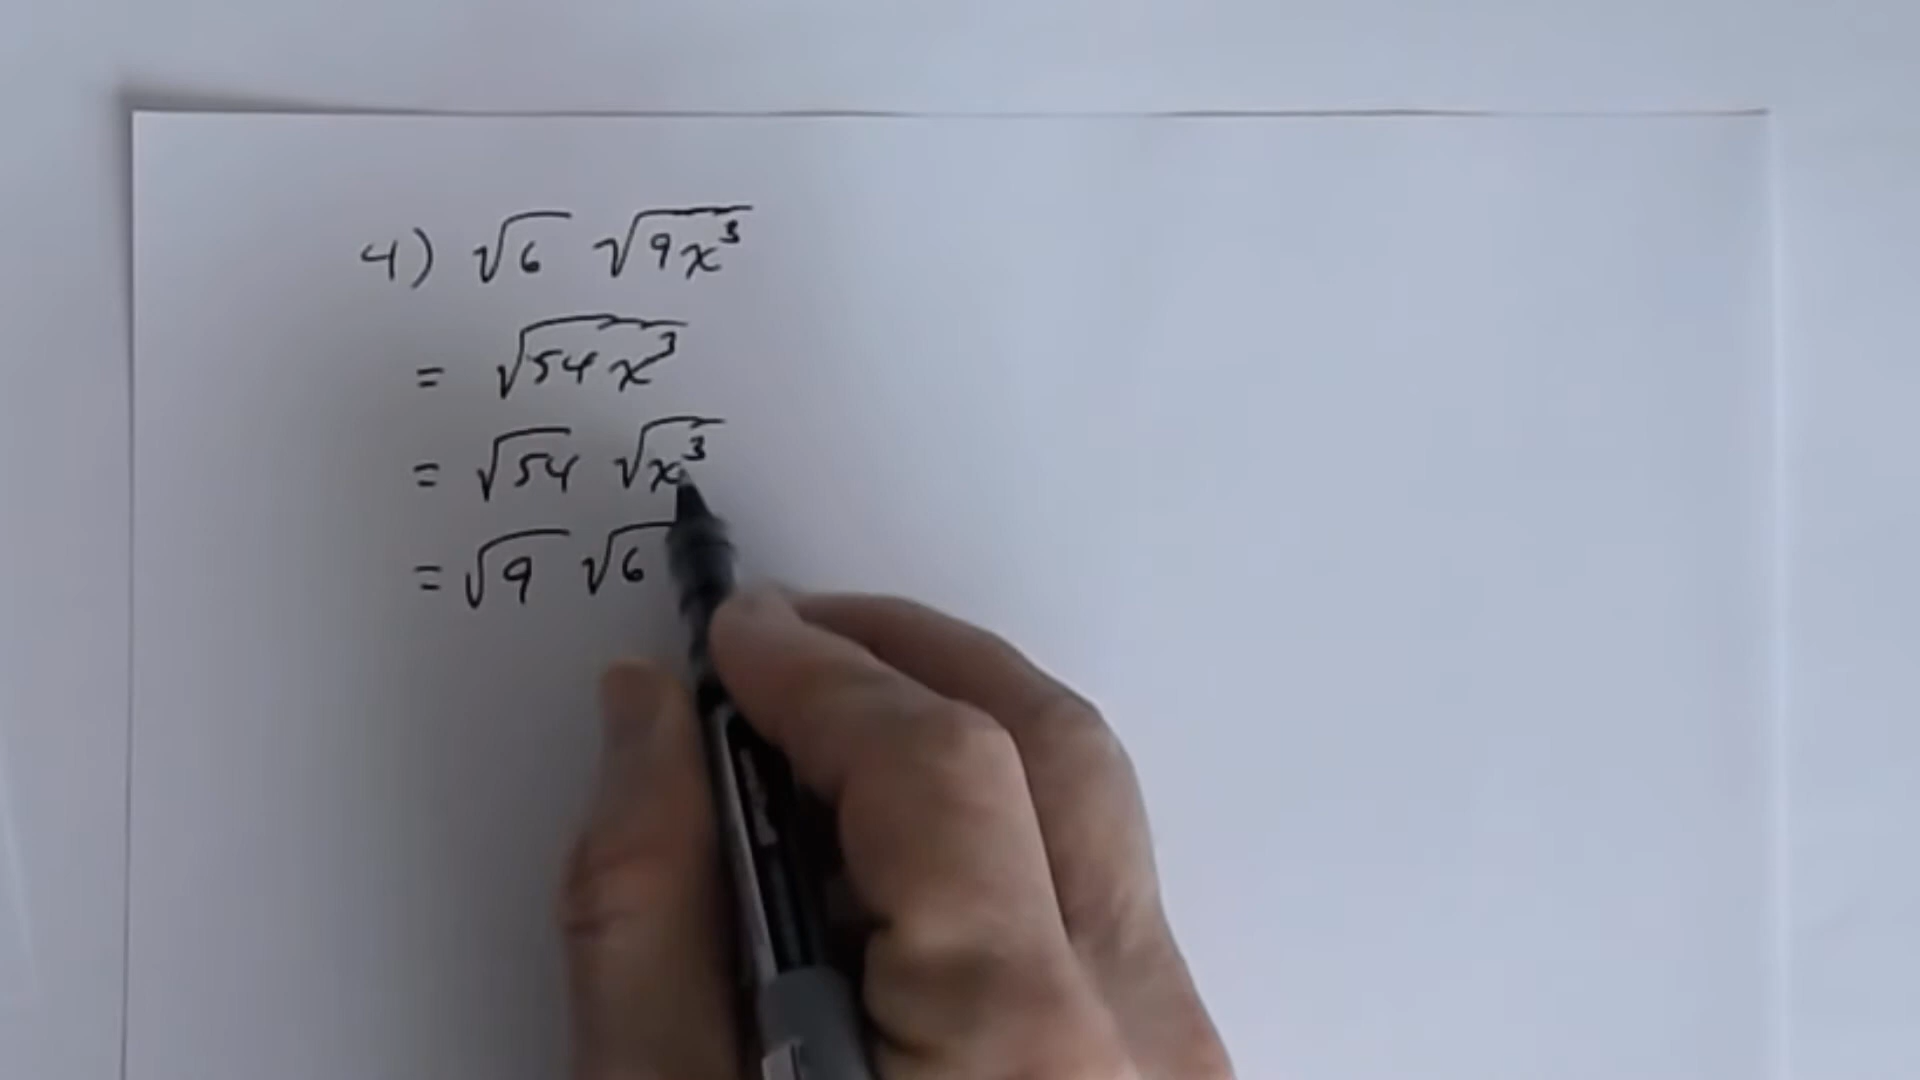 4) √6 √9x³
= √54x³
= √54 √x³
= √9 √6